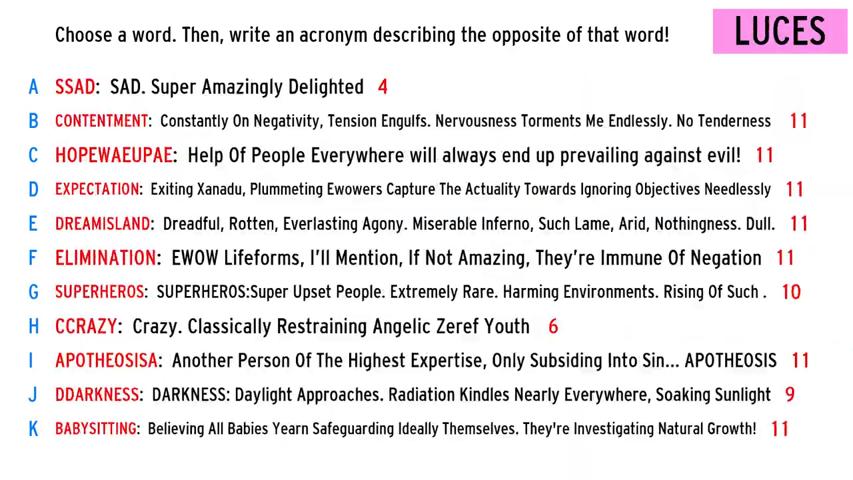 Choose a word. Then, write an acronym describing the opposite of that word!
LUCES
A SSAD: SAD. Super Amazingly Delighted 4
B CONTENTMENT: Constantly On Negativity, Tension Engulfs. Nervousness Torments Me Endlessly. No Tenderness 11
C HOPEWAEUPAE: Help Of People Everywhere will always end up prevailing against evil! 11
D EXPECTATION: Exiting Xanadu, Plummeting Ewowers Capture The Actuality Towards Ignoring Objectives Needlessly 11
E DREAMISLAND: Dreadful, Rotten, Everlasting Agony. Miserable Inferno, Such Lame, Arid, Nothingness. Dull. 11
F ELIMINATION: EWOW Lifeforms, I'll Mention, If Not Amazing, They're Immune Of Negation 11
G SUPERHEROS: SUPERHEROS:Super Upset People. Extremely Rare. Harming Environments. Rising Of Such . 10
H CCRAZY: Crazy. Classically Restraining Angelic Zeref Youth 6
I APOTHEOSISA: Another Person Of The Highest Expertise, Only Subsiding Into Sin... APOTHEOSIS 11
J DDARKNESS: DARKNESS: Daylight Approaches. Radiation Kindles Nearly Everywhere, Soaking Sunlight 9
K BABYSITTING: Believing All Babies Yearn Safeguarding Ideally Themselves. They're Investigating Natural Growth! 11